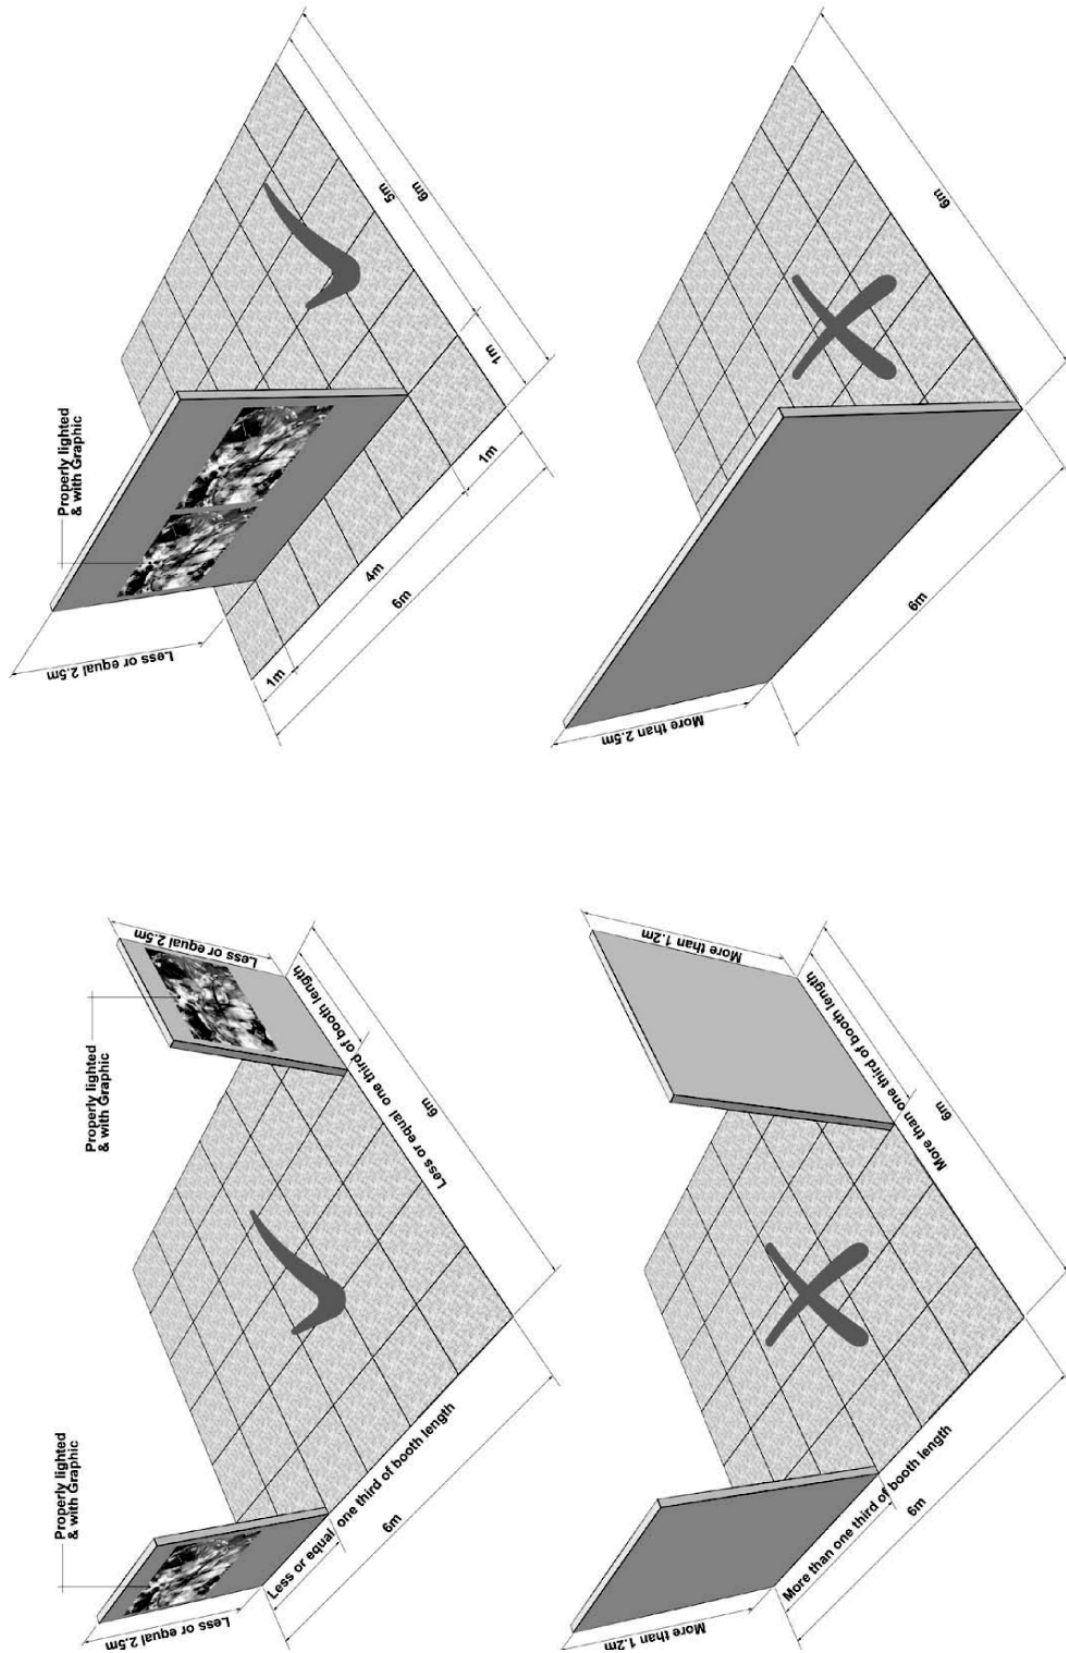 Properly lighted
& with Graphic
Less or equal 2.5m
1m
4m
6m
1m
1m
5m
6m
More than 2.5m
6m
6m
Properly lighted
& with Graphic
Less or equal 2.5m
Less or equal one third of booth length
6m
Properly lighted
& with Graphic
Less or equal 2.5m
Less or equal one third of booth length
6m
More than 1.2m
More than one third of booth length
6m
More than 1.2m
More than one third of booth length
6m